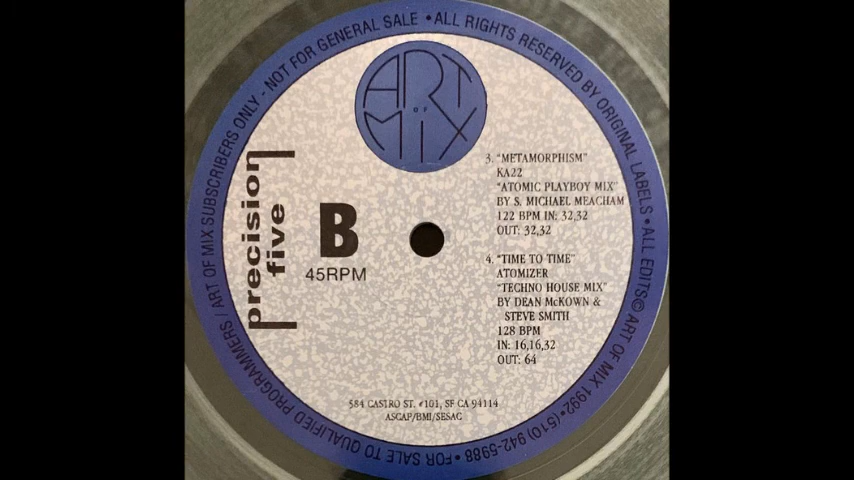 FOR SALE TO QUALIFIED PROGRAMMERS / ART OF MIX SUBSCRIBERS ONLY - NOT FOR GENERAL SALE • ALL RIGHTS RESERVED BY ORIGINAL LABELS • ALL EDITS © ART OF MIX 1992 - (510) 942-5988 •
ART
OF
MIX
precision
five
B
45RPM
3. "METAMORPHISM"
KA22
"ATOMIC PLAYBOY MIX"
BY S. MICHAEL MEACHAM
122 BPM IN: 32,32
OUT: 32,32
4. "TIME TO TIME"
ATOMIZER
"TECHNO HOUSE MIX"
BY DEAN McKOWN &
STEVE SMITH
128 BPM
IN: 16,16,32
OUT: 64
584 CASTRO ST. #101, SF CA 94114
ASCAP/BMI/SESAC